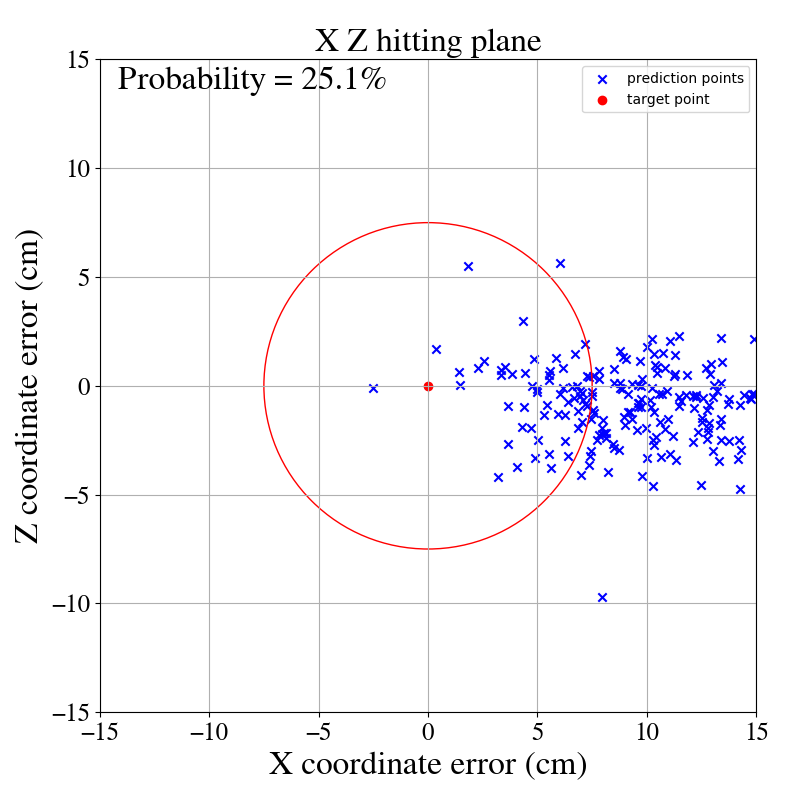 X Z hitting plane
Probability = 25.1%
prediction points
target point
Z coordinate error (cm)
15
10
5
0
−5
−10
−15
−15 −10 −5 0 5 10 15
X coordinate error (cm)